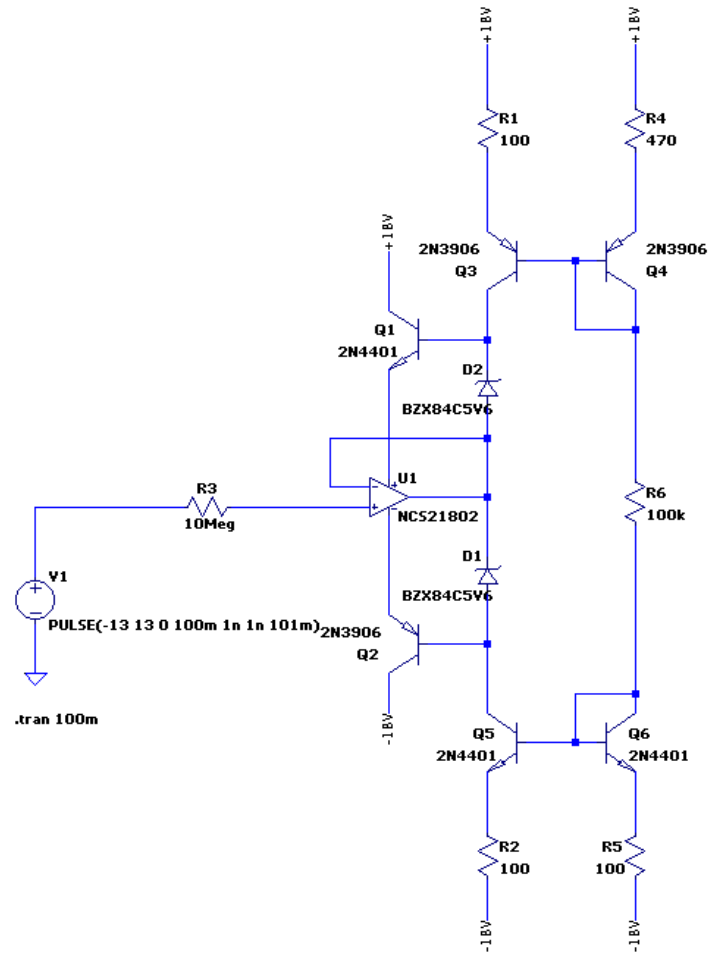 +18V
+18V
R1
100
R4
470
+18V
2N3906
Q3
2N3906
Q4
Q1
2N4401
D2
BZX84C5V6
U1
R3
10Meg
NCS21802
R6
100k
V1
D1
BZX84C5V6
PULSE(-13 13 0 100m 1n 1n 101m)
2N3906
Q2
.tran 100m
-18V
Q5
2N4401
Q6
2N4401
R2
100
R5
100
-18V
-18V